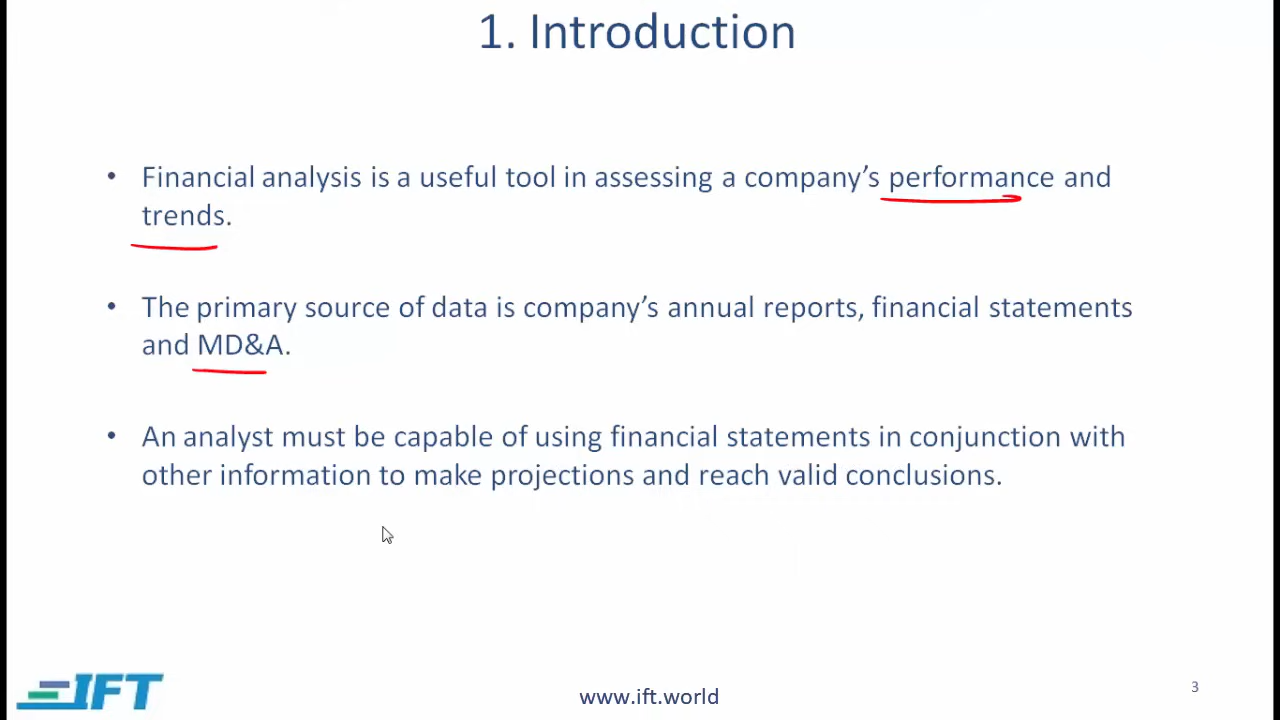 1. Introduction
• Financial analysis is a useful tool in assessing a company’s performance and
trends.
• The primary source of data is company’s annual reports, financial statements
and MD&A.
• An analyst must be capable of using financial statements in conjunction with
other information to make projections and reach valid conclusions.
IFT
www.ift.world
3